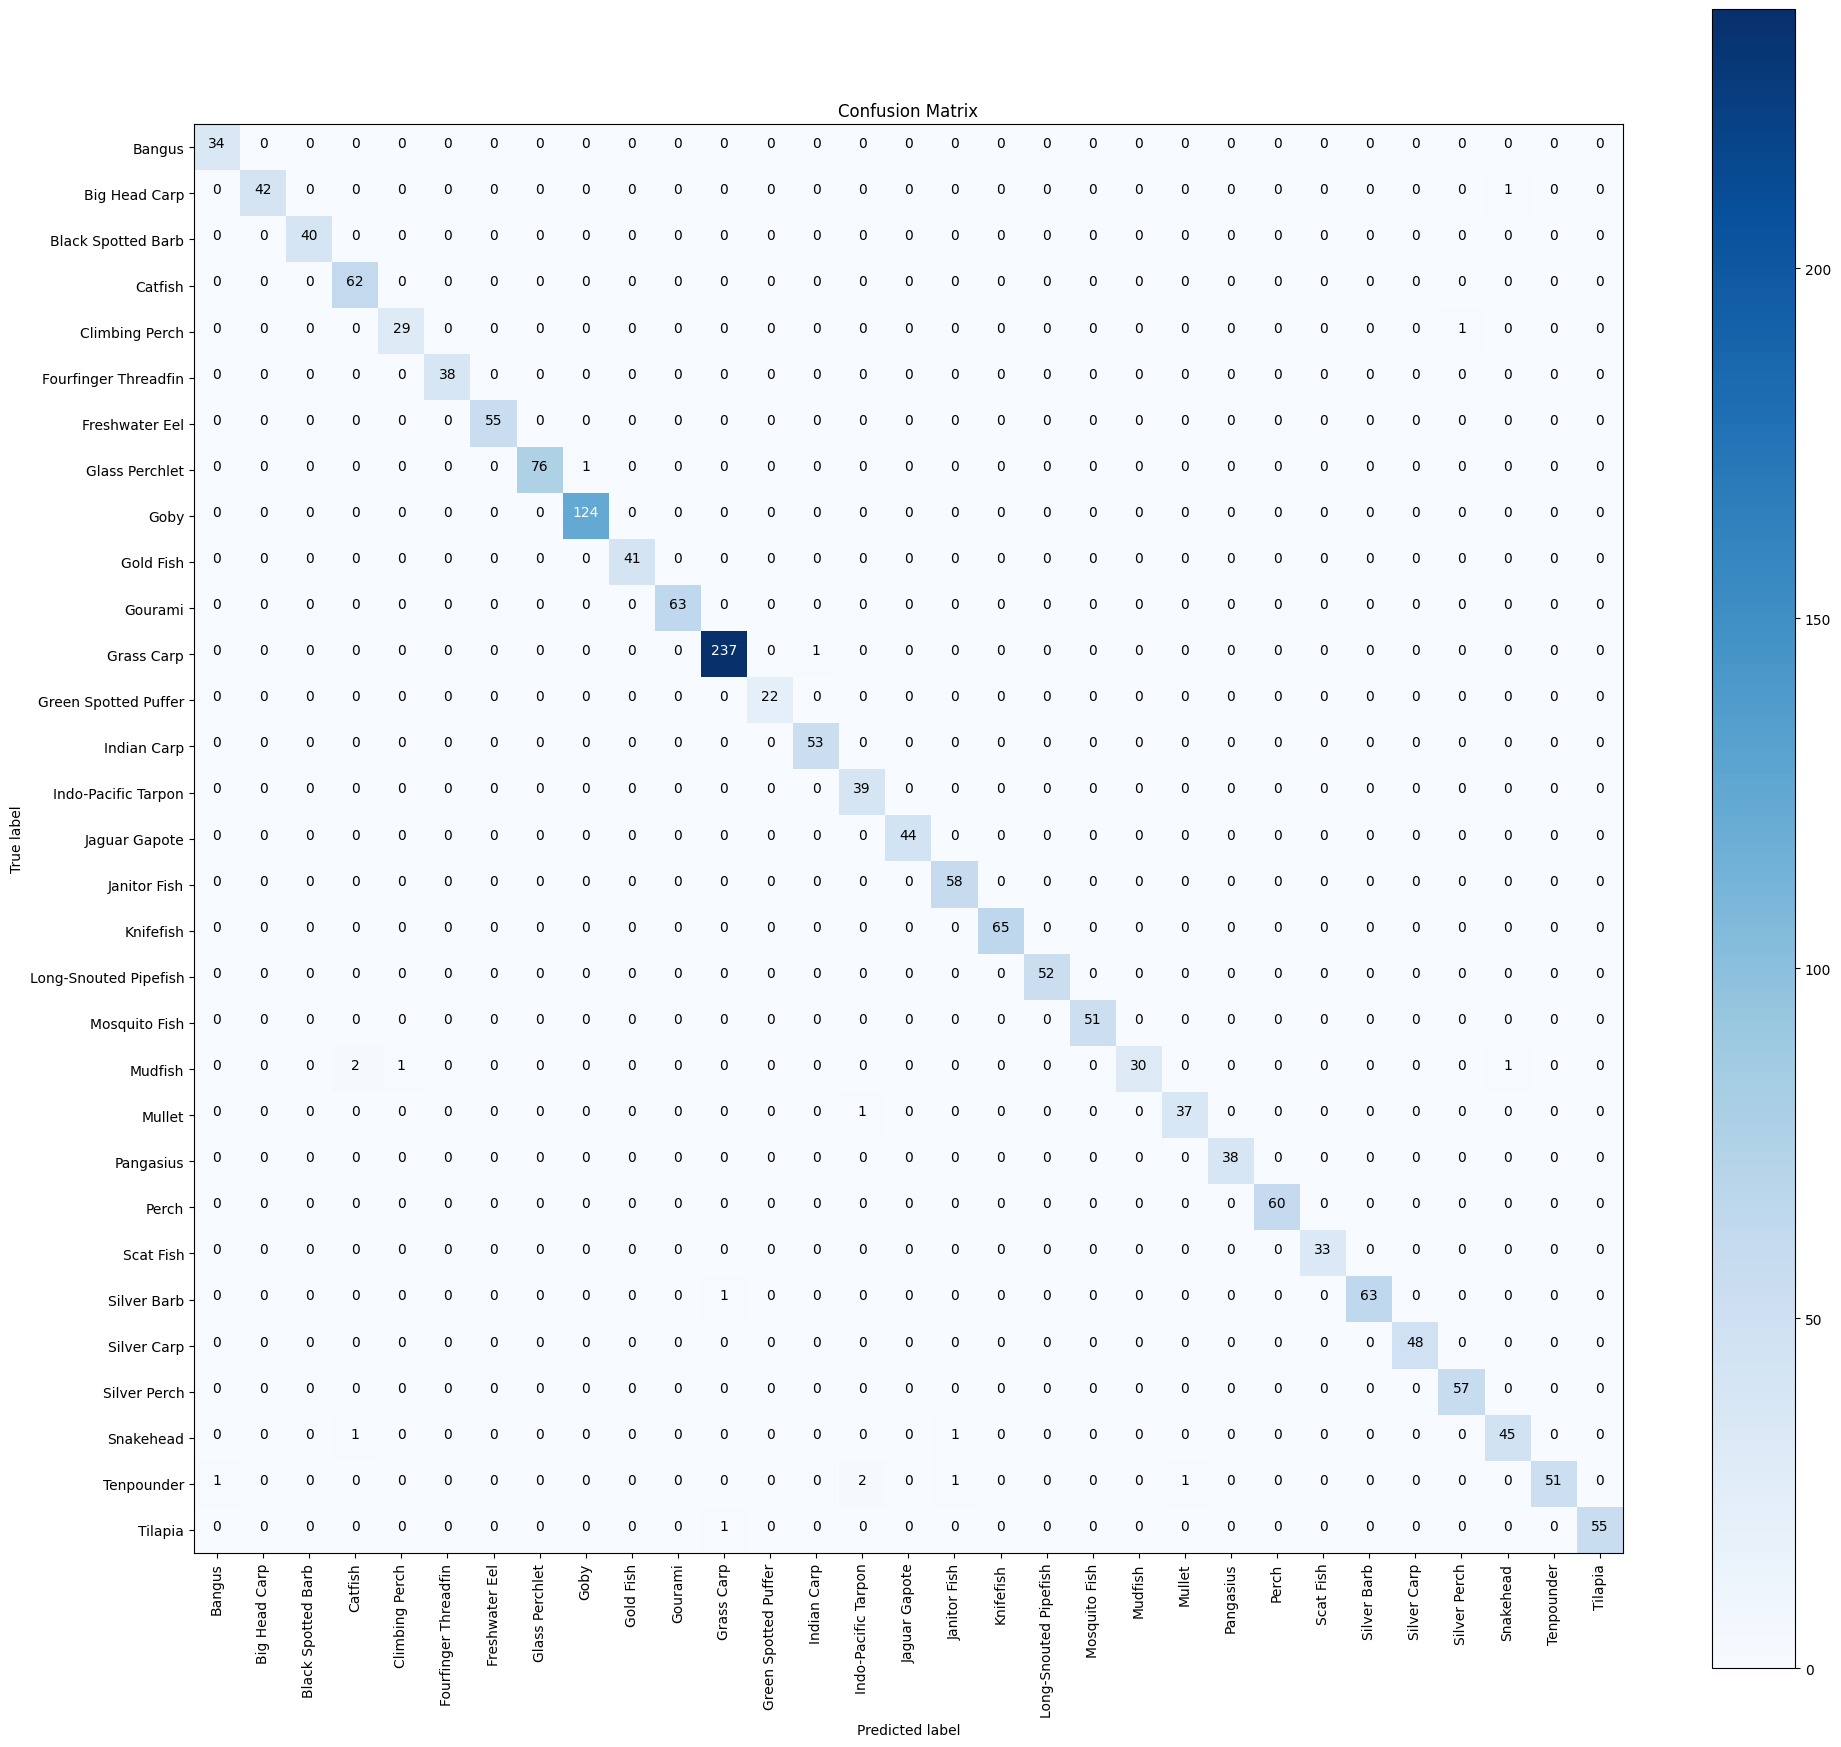 Confusion Matrix
Bangus 34 0 0 0 0 0 0 0 0 0 0 0 0 0 0 0 0 0 0 0 0 0 0 0 0 0 0 0 0 0 0
Big Head Carp 0 42 0 0 0 0 0 0 0 0 0 0 0 0 0 0 0 0 0 0 0 0 0 0 0 0 0 0 1 0 0
Black Spotted Barb 0 0 40 0 0 0 0 0 0 0 0 0 0 0 0 0 0 0 0 0 0 0 0 0 0 0 0 0 0 0 0
Catfish 0 0 0 62 0 0 0 0 0 0 0 0 0 0 0 0 0 0 0 0 0 0 0 0 0 0 0 0 0 0 0
Climbing Perch 0 0 0 0 29 0 0 0 0 0 0 0 0 0 0 0 0 0 0 0 0 0 0 0 0 0 0 1 0 0 0
Fourfinger Threadfin 0 0 0 0 0 38 0 0 0 0 0 0 0 0 0 0 0 0 0 0 0 0 0 0 0 0 0 0 0 0 0
Freshwater Eel 0 0 0 0 0 0 55 0 0 0 0 0 0 0 0 0 0 0 0 0 0 0 0 0 0 0 0 0 0 0 0
Glass Perchlet 0 0 0 0 0 0 0 76 1 0 0 0 0 0 0 0 0 0 0 0 0 0 0 0 0 0 0 0 0 0 0
Goby 0 0 0 0 0 0 0 0 124 0 0 0 0 0 0 0 0 0 0 0 0 0 0 0 0 0 0 0 0 0 0
Gold Fish 0 0 0 0 0 0 0 0 0 41 0 0 0 0 0 0 0 0 0 0 0 0 0 0 0 0 0 0 0 0 0
Gourami 0 0 0 0 0 0 0 0 0 0 63 0 0 0 0 0 0 0 0 0 0 0 0 0 0 0 0 0 0 0 0
Grass Carp 0 0 0 0 0 0 0 0 0 0 0 237 0 1 0 0 0 0 0 0 0 0 0 0 0 0 0 0 0 0 0
Green Spotted Puffer 0 0 0 0 0 0 0 0 0 0 0 0 22 0 0 0 0 0 0 0 0 0 0 0 0 0 0 0 0 0 0
Indian Carp 0 0 0 0 0 0 0 0 0 0 0 0 0 53 0 0 0 0 0 0 0 0 0 0 0 0 0 0 0 0 0
Indo-Pacific Tarpon 0 0 0 0 0 0 0 0 0 0 0 0 0 0 39 0 0 0 0 0 0 0 0 0 0 0 0 0 0 0 0
Jaguar Gapote 0 0 0 0 0 0 0 0 0 0 0 0 0 0 0 44 0 0 0 0 0 0 0 0 0 0 0 0 0 0 0
Janitor Fish 0 0 0 0 0 0 0 0 0 0 0 0 0 0 0 0 58 0 0 0 0 0 0 0 0 0 0 0 0 0 0
Knifefish 0 0 0 0 0 0 0 0 0 0 0 0 0 0 0 0 0 65 0 0 0 0 0 0 0 0 0 0 0 0 0
Long-Snouted Pipefish 0 0 0 0 0 0 0 0 0 0 0 0 0 0 0 0 0 0 52 0 0 0 0 0 0 0 0 0 0 0 0
Mosquito Fish 0 0 0 0 0 0 0 0 0 0 0 0 0 0 0 0 0 0 0 51 0 0 0 0 0 0 0 0 0 0 0
Mudfish 0 0 0 2 1 0 0 0 0 0 0 0 0 0 0 0 0 0 0 0 30 0 0 0 0 0 0 0 1 0 0
Mullet 0 0 0 0 0 0 0 0 0 0 0 0 0 0 1 0 0 0 0 0 0 37 0 0 0 0 0 0 0 0 0
Pangasius 0 0 0 0 0 0 0 0 0 0 0 0 0 0 0 0 0 0 0 0 0 0 38 0 0 0 0 0 0 0 0
Perch 0 0 0 0 0 0 0 0 0 0 0 0 0 0 0 0 0 0 0 0 0 0 0 60 0 0 0 0 0 0 0
Scat Fish 0 0 0 0 0 0 0 0 0 0 0 0 0 0 0 0 0 0 0 0 0 0 0 0 33 0 0 0 0 0 0
Silver Barb 0 0 0 0 0 0 0 0 0 0 0 1 0 0 0 0 0 0 0 0 0 0 0 0 0 63 0 0 0 0 0
Silver Carp 0 0 0 0 0 0 0 0 0 0 0 0 0 0 0 0 0 0 0 0 0 0 0 0 0 0 48 0 0 0 0
Silver Perch 0 0 0 0 0 0 0 0 0 0 0 0 0 0 0 0 0 0 0 0 0 0 0 0 0 0 0 57 0 0 0
Snakehead 0 0 0 1 0 0 0 0 0 0 0 0 0 0 0 0 1 0 0 0 0 0 0 0 0 0 0 0 45 0 0
Tenpounder 1 0 0 0 0 0 0 0 0 0 0 0 0 0 2 0 1 0 0 0 0 1 0 0 0 0 0 0 0 51 0
Tilapia 0 0 0 0 0 0 0 0 0 0 0 1 0 0 0 0 0 0 0 0 0 0 0 0 0 0 0 0 0 0 55
True label
Bangus
Big Head Carp
Black Spotted Barb
Catfish
Climbing Perch
Fourfinger Threadfin
Freshwater Eel
Glass Perchlet
Goby
Gold Fish
Gourami
Grass Carp
Green Spotted Puffer
Indian Carp
Indo-Pacific Tarpon
Jaguar Gapote
Janitor Fish
Knifefish
Long-Snouted Pipefish
Mosquito Fish
Mudfish
Mullet
Pangasius
Perch
Scat Fish
Silver Barb
Silver Carp
Silver Perch
Snakehead
Tenpounder
Tilapia
Predicted label
200
150
100
50
0